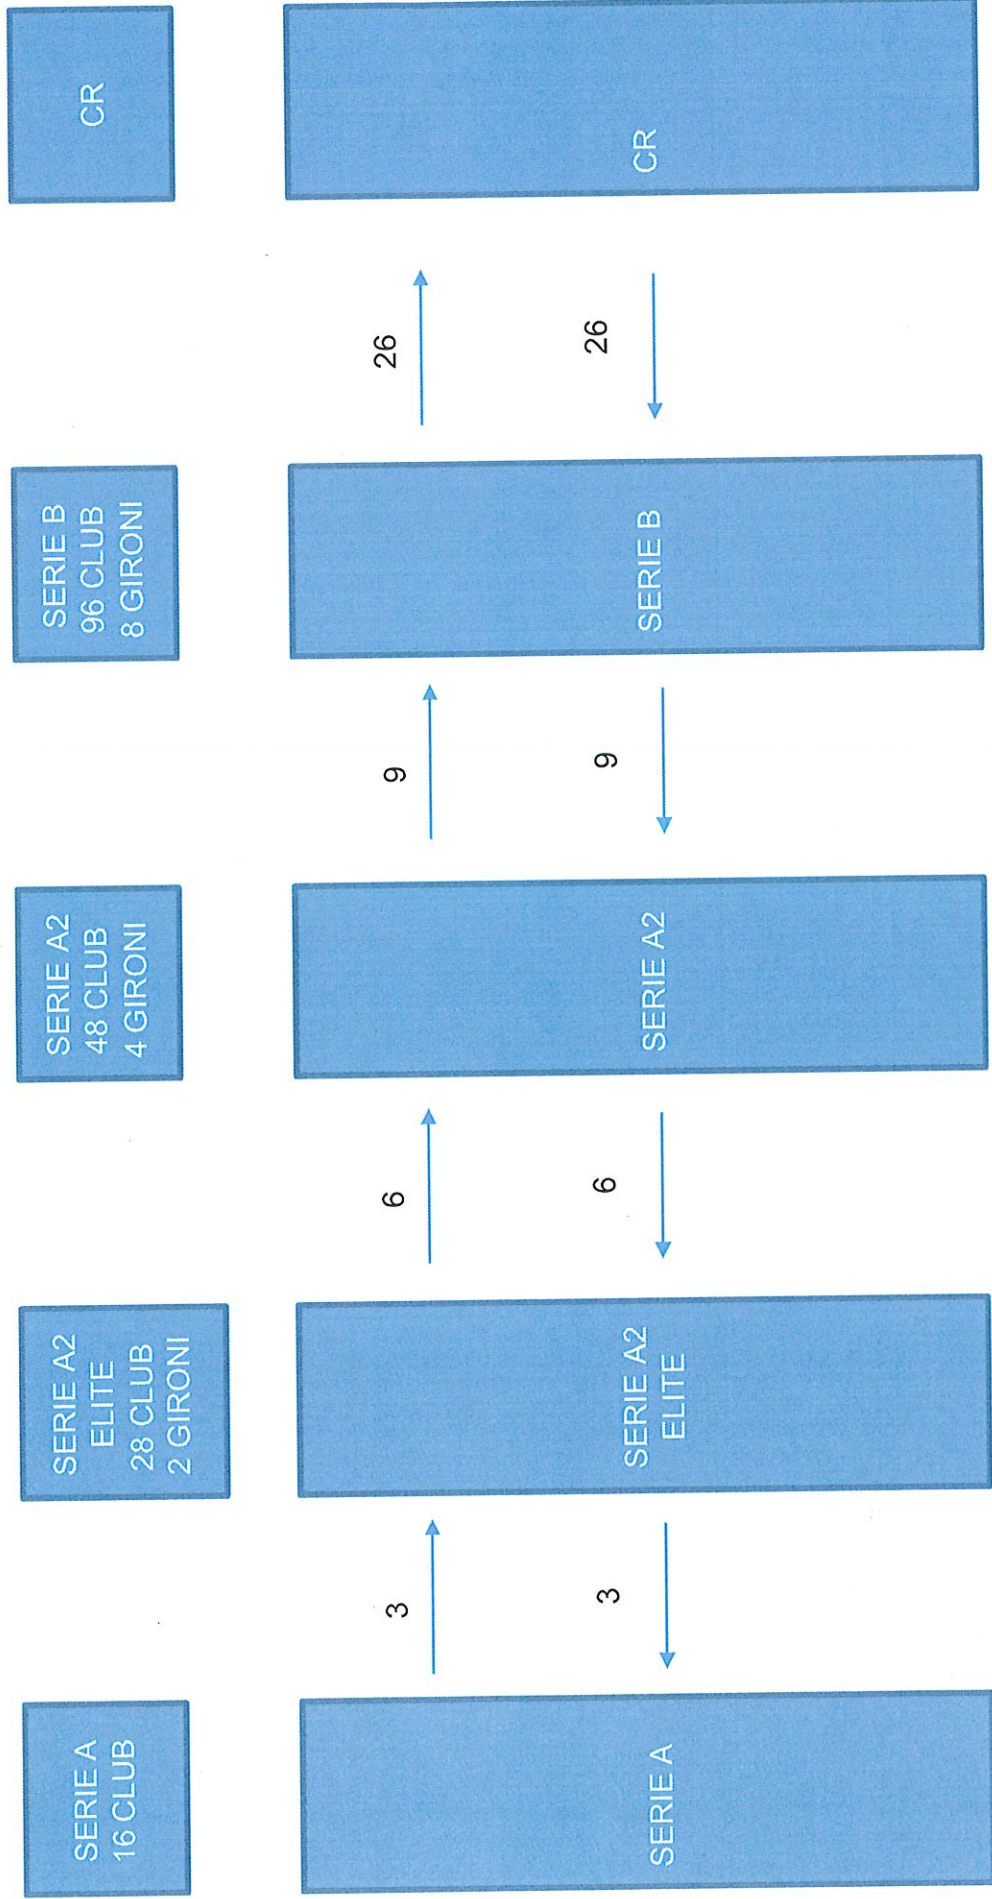 SERIE A
16 CLUB
SERIE A2
ELITE
28 CLUB
2 GIRONI
SERIE A2
48 CLUB
4 GIRONI
SERIE B
96 CLUB
8 GIRONI
CR
3
6
9
26
3
6
9
26
SERIE A
SERIE A2
ELITE
SERIE A2
SERIE B
CR